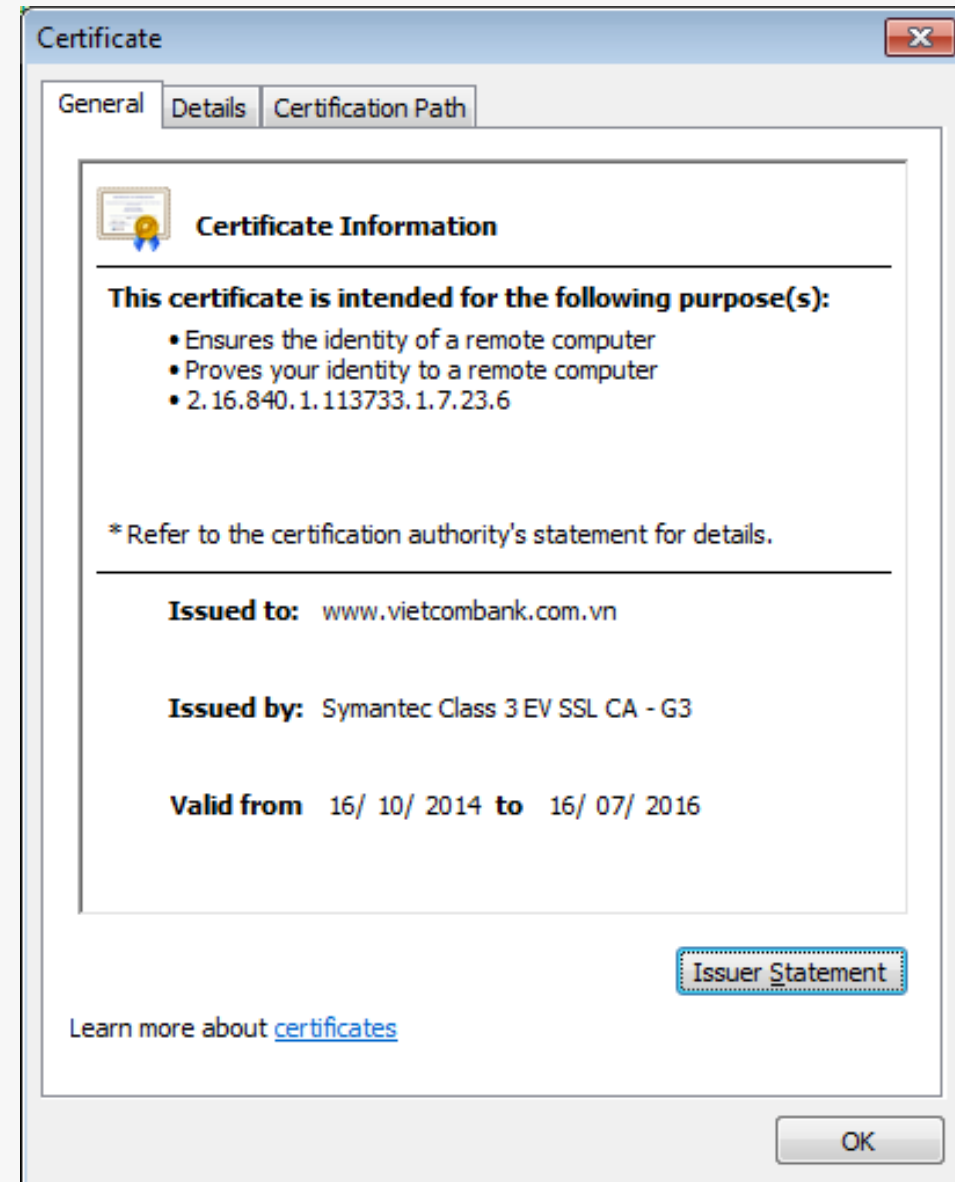 Certificate
General Details Certification Path
Certificate Information
This certificate is intended for the following purpose(s):
• Ensures the identity of a remote computer
• Proves your identity to a remote computer
• 2.16.840.1.113733.1.7.23.6
* Refer to the certification authority's statement for details.
Issued to: www.vietcombank.com.vn
Issued by: Symantec Class 3 EV SSL CA - G3
Valid from 16/ 10/ 2014 to 16/ 07/ 2016
Issuer Statement
Learn more about certificates
OK